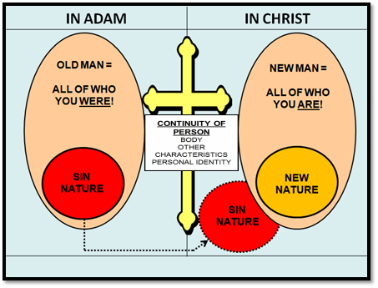 IN ADAM
IN CHRIST
OLD MAN =
ALL OF WHO
YOU WERE!
SIN
NATURE
CONTINUITY OF
PERSON
BODY
OTHER
CHARACTERISTICS
PERSONAL IDENTITY
NEW MAN =
ALL OF WHO
YOU ARE!
NEW
NATURE
SIN
NATURE